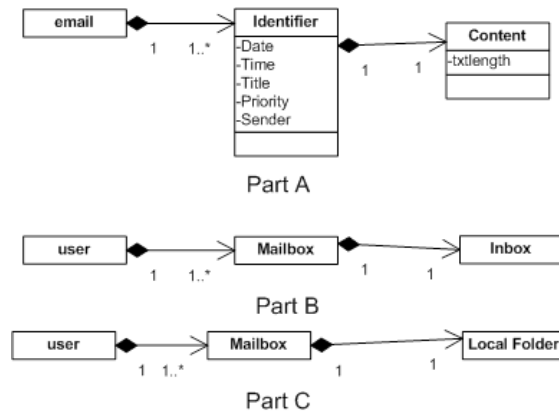 email
Identifier
Content
1
1..*
-Date
-Time
-Title
-Priority
-Sender
1
1
-txtlength
Part A
user
Mailbox
Inbox
1
1..*
1
1
Part B
user
Mailbox
Local Folder
1
1..*
1
1
Part C